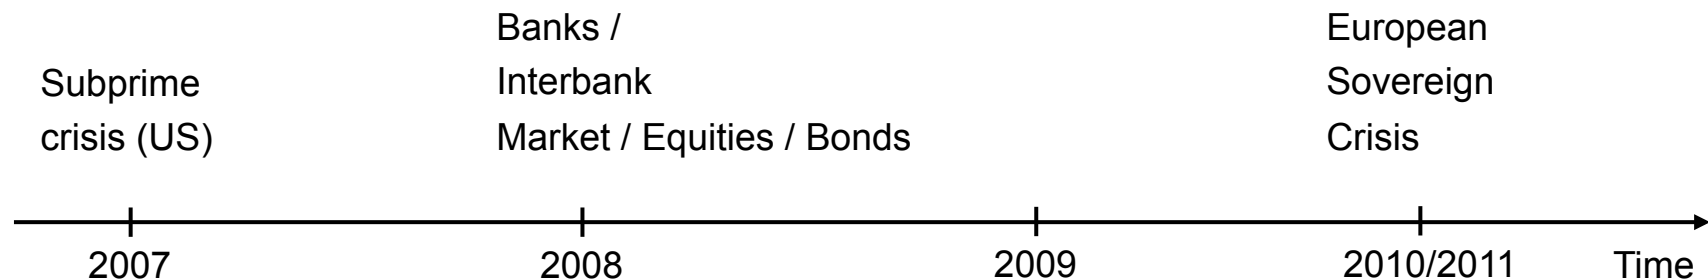 Subprime
crisis (US)
Banks /
Interbank
Market / Equities / Bonds
European
Sovereign
Crisis
2007
2008
2009
2010/2011
Time